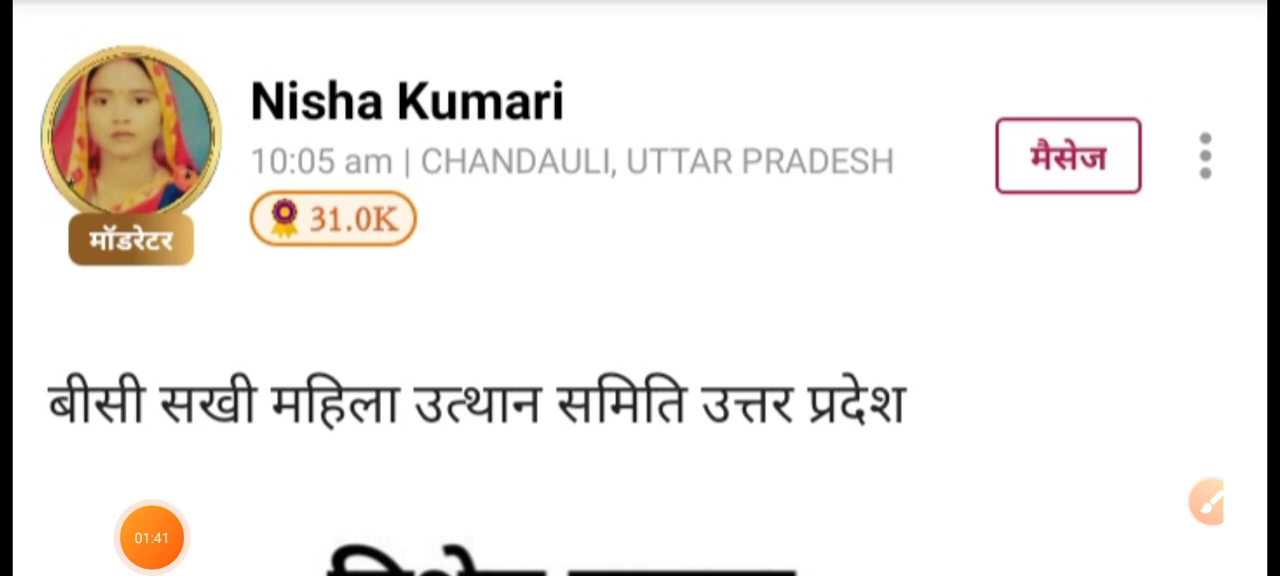 Nisha Kumari
10:05 am | CHANDAULI, UTTAR PRADESH
मैसेज
31.0K
मॉडरेटर
बीसी सखी महिला उत्थान समिति उत्तर प्रदेश
01:41